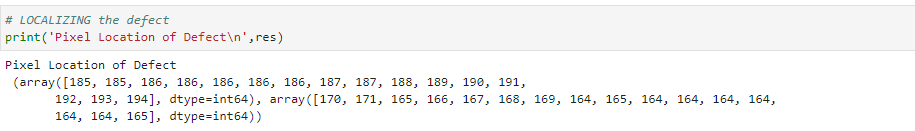 # LOCALIZING the defect
print('Pixel Location of Defect\n',res)
Pixel Location of Defect
(array([185, 185, 186, 186, 186, 186, 186, 187, 187, 188, 189, 190, 191,
192, 193, 194], dtype=int64), array([170, 171, 165, 166, 167, 168, 169, 164, 165, 164, 164, 164, 164,
164, 164, 165], dtype=int64))